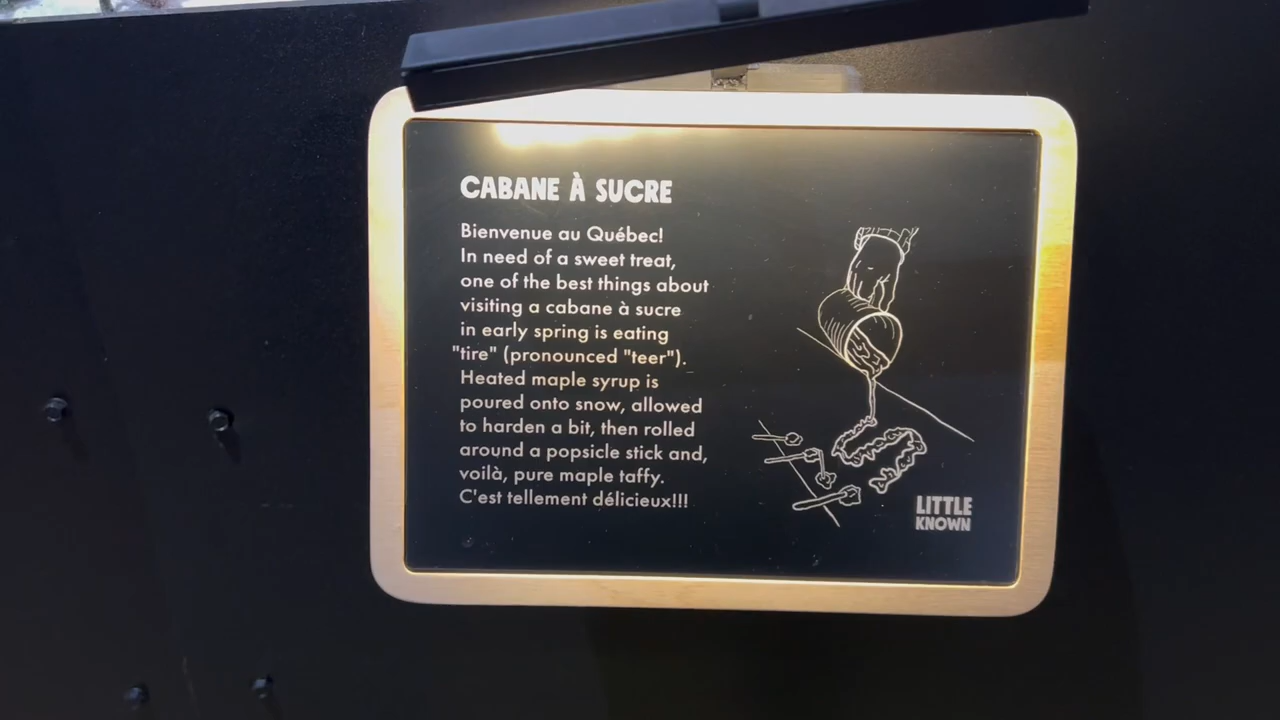 CABANE À SUCRE
Bienvenue au Québec!
In need of a sweet treat,
one of the best things about
visiting a cabane à sucre
in early spring is eating
"tire" (pronounced "teer").
Heated maple syrup is
poured onto snow, allowed
to harden a bit, then rolled
around a popsicle stick and,
voilà, pure maple taffy.
C'est tellement délicieux!!!
LITTLE
KNOWN